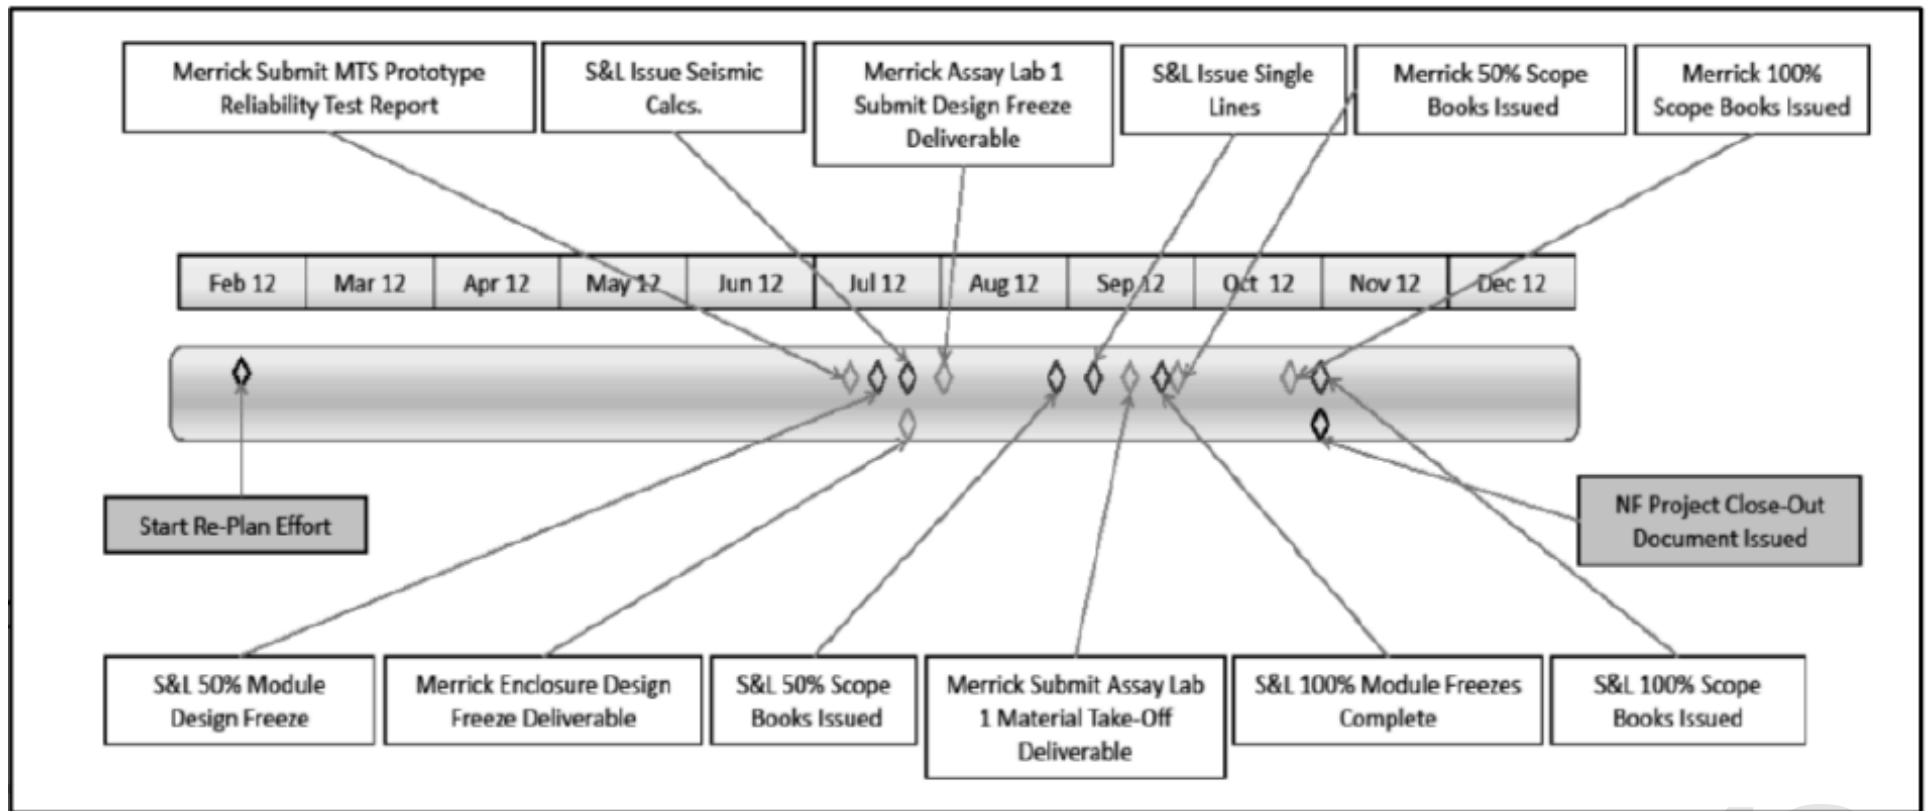 Merrick Submit MTS Prototype
Reliability Test Report
S&L Issue Seismic
Calcs.
Merrick Assay Lab 1
Submit Design Freeze
Deliverable
S&L Issue Single
Lines
Merrick 50% Scope
Books Issued
Merrick 100%
Scope Books Issued
Feb 12
Mar 12
Apr 12
May 12
Jun 12
Jul 12
Aug 12
Sep 12
Oct 12
Nov 12
Dec 12
Start Re-Plan Effort
NF Project Close-Out
Document Issued
S&L 50% Module
Design Freeze
Merrick Enclosure Design
Freeze Deliverable
S&L 50% Scope
Books Issued
Merrick Submit Assay Lab
1 Material Take-Off
Deliverable
S&L 100% Module Freezes
Complete
S&L 100% Scope
Books Issued